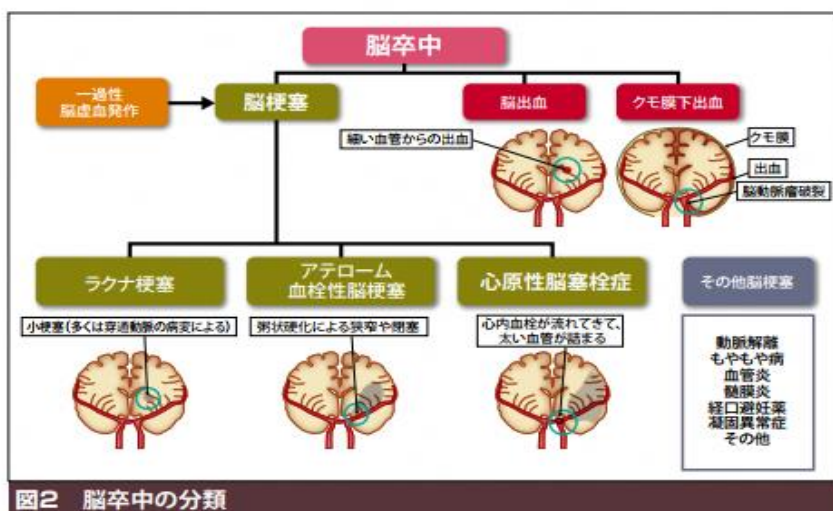 脳卒中
一過性
脳虚血発作
脳梗塞
脳出血
クモ膜下出血
細い血管からの出血
クモ膜
出血
脳動脈瘤破裂
ラクナ梗塞
アテローム
血栓性脳梗塞
心原性脳塞栓症
その他脳梗塞
小梗塞(多くは穿通動脈の病変による)
粥状硬化による狭窄や閉塞
心内血栓が流れてきて、
太い血管が詰まる
動脈解離
もやもや病
血管炎
髄膜炎
経口避妊薬
凝固異常症
その他
図2 脳卒中の分類